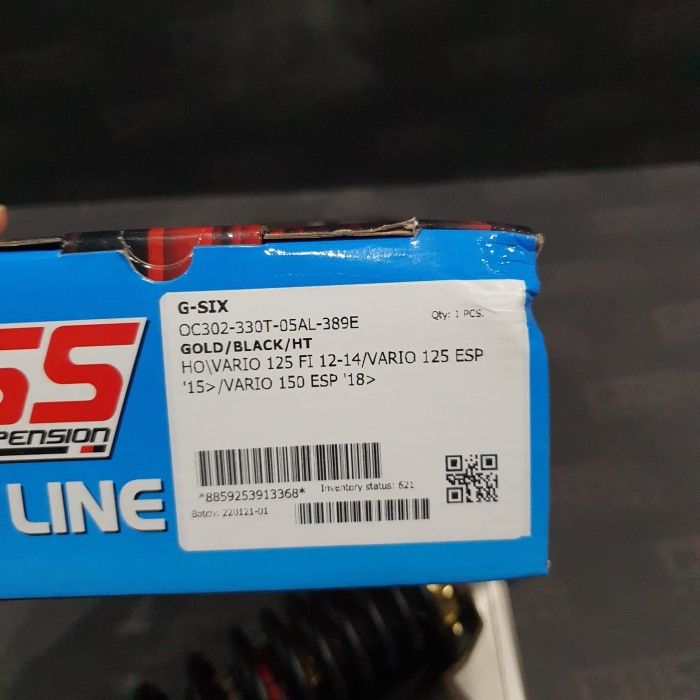 G-SIX
OC302-330T-05AL-389E
Qty: 1 PCS.
GOLD/BLACK/HT
HO\VARIO 125 FI 12-14/VARIO 125 ESP
'15>/VARIO 150 ESP '18>
*8859253913368*
Inventory status: 621
Batch: 220121-01
SS
PENSION
LINE